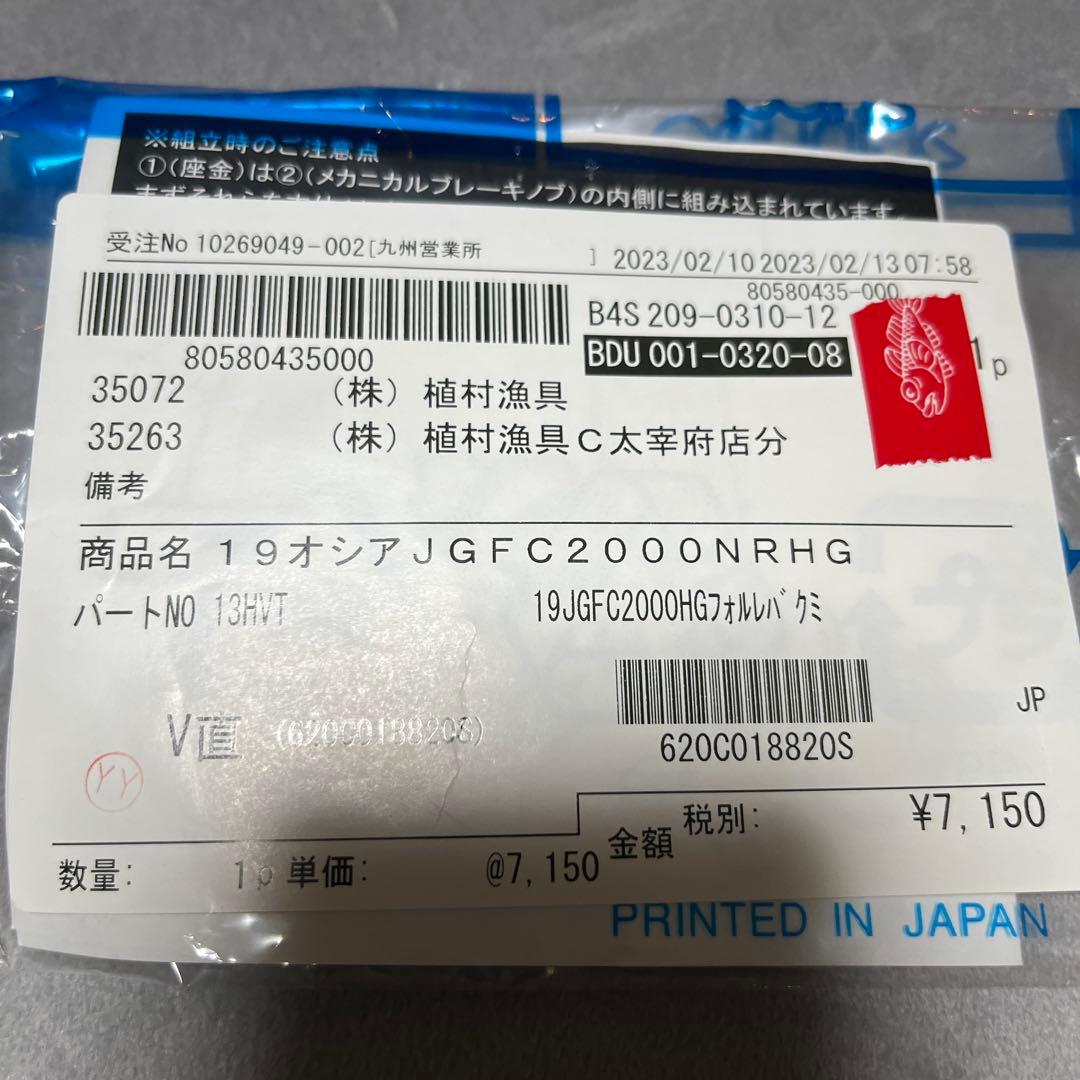 ※組立時のご注意点
①(座金)は②(メカニカルブレーキノブ)の内側に組み込まれています。
受注No 10269049-002[九州営業所 ] 2023/02/10 2023/02/13 07:58
80580435-000
B4S 209-0310-12
80580435000
BDU 001-0320-08 1p
35072 (株) 植村漁具
35263 (株) 植村漁具C太宰府店分
備考
商品名 19オシアJGFC2000NRHG
パートNO 13HVT 19JGFC2000HGフォルレバクミ
JP
V直 (620C018820S)
620C018820S
YY
税別: ¥7,150
金額
数量: 1p 単価: @7,150
PRINTED IN JAPAN